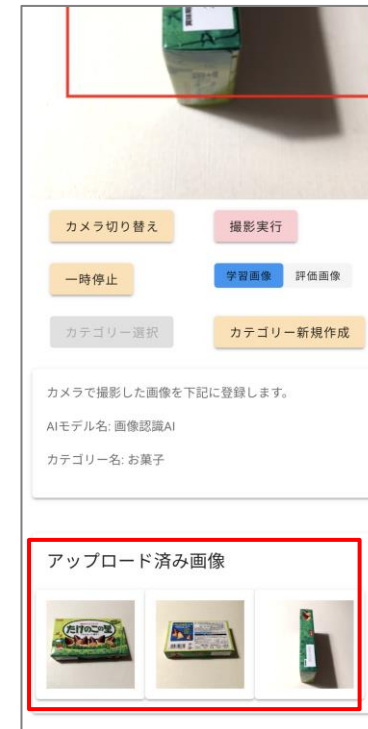 カメラ切り替え
撮影実行
一時停止
学習画像
評価画像
カテゴリー選択
カテゴリー新規作成
カメラで撮影した画像を下記に登録します。
AIモデル名: 画像認識AI
カテゴリー名: お菓子
アップロード済み画像
たけのこの里